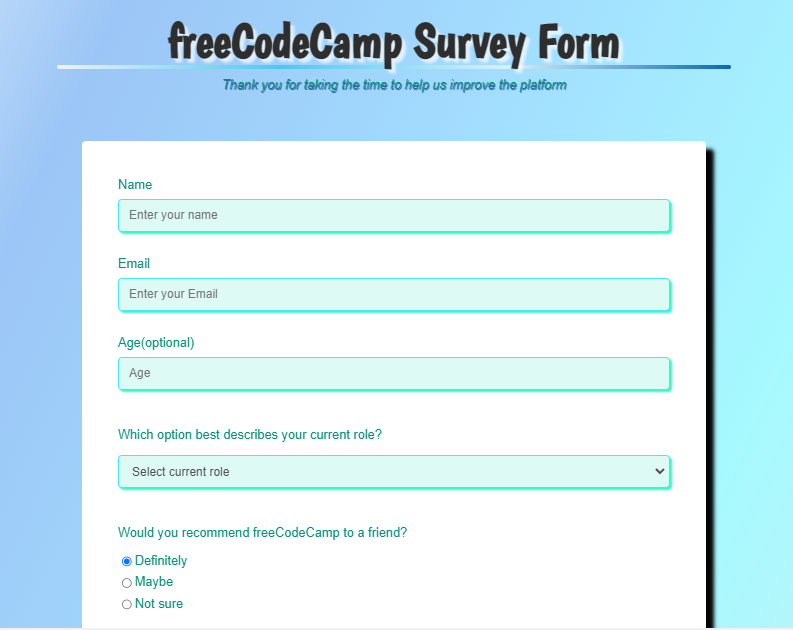 freeCodeCamp Survey Form
Thank you for taking the time to help us improve the platform
Name
Enter your name
Email
Enter your Email
Age(optional)
Age
Which option best describes your current role?
Select current role
Would you recommend freeCodeCamp to a friend?
Definitely
Maybe
Not sure